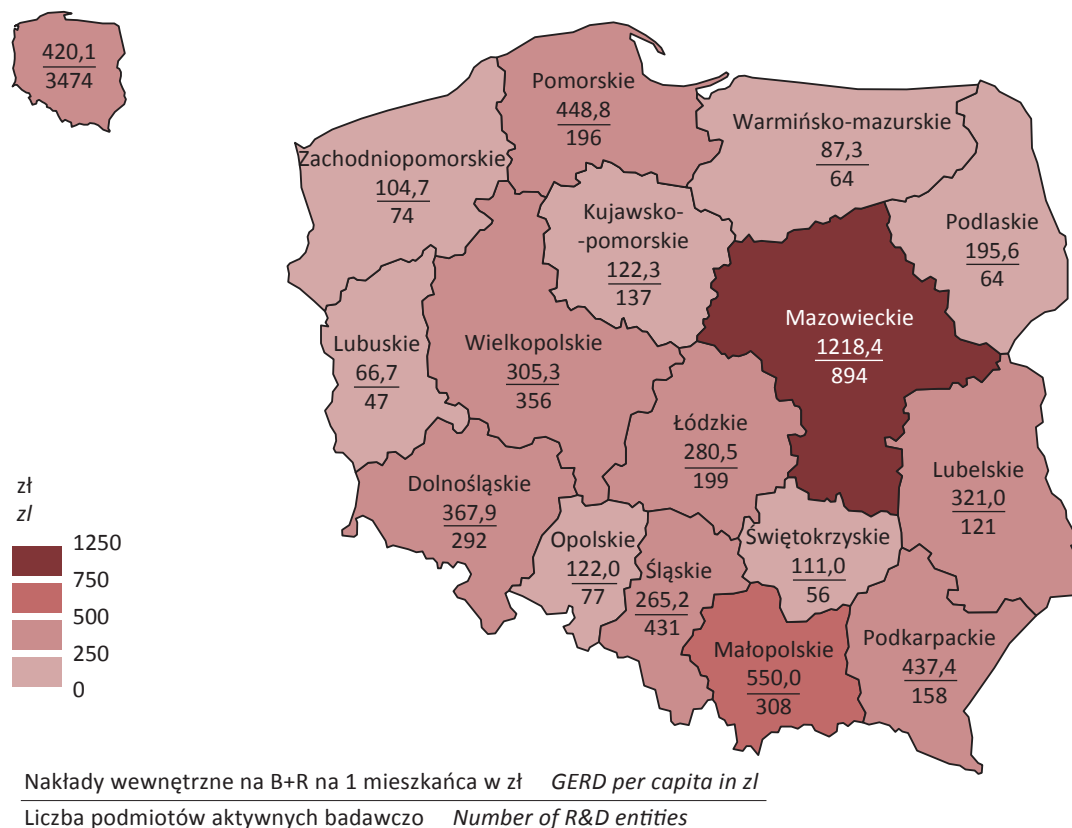 420,1
3474
Pomorskie
448,8
196
Warmińsko-mazurskie
87,3
64
Zachodniopomorskie
104,7
74
Kujawsko-
-pomorskie
122,3
137
Podlaskie
195,6
64
Mazowieckie
1218,4
894
Lubuskie
66,7
47
Wielkopolskie
305,3
356
Łódzkie
280,5
199
Lubelskie
321,0
121
Dolnośląskie
367,9
292
Opolskie
122,0
77
Śląskie
265,2
431
Świętokrzyskie
111,0
56
Małopolskie
550,0
308
Podkarpackie
437,4
158
zł
zl
1250
750
500
250
0
Nakłady wewnętrzne na B+R na 1 mieszkańca w zł GERD per capita in zl
Liczba podmiotów aktywnych badawczo Number of R&D entities